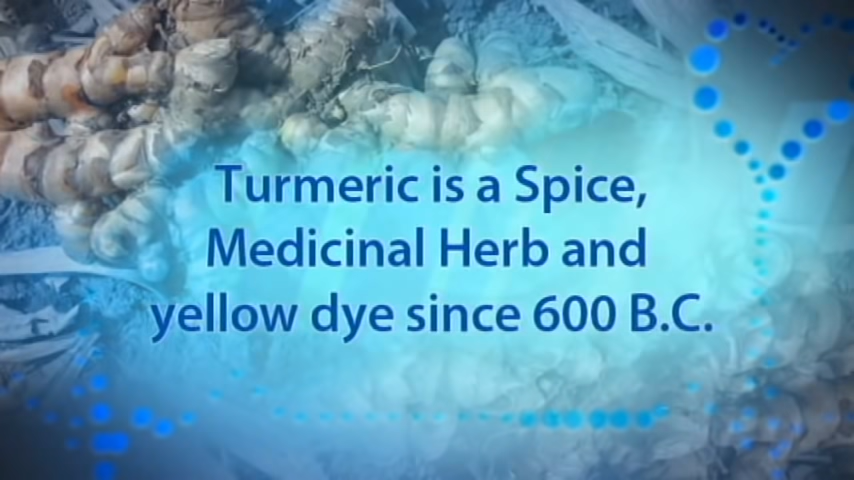 Turmeric is a Spice,
Medicinal Herb and
yellow dye since 600 B.C.